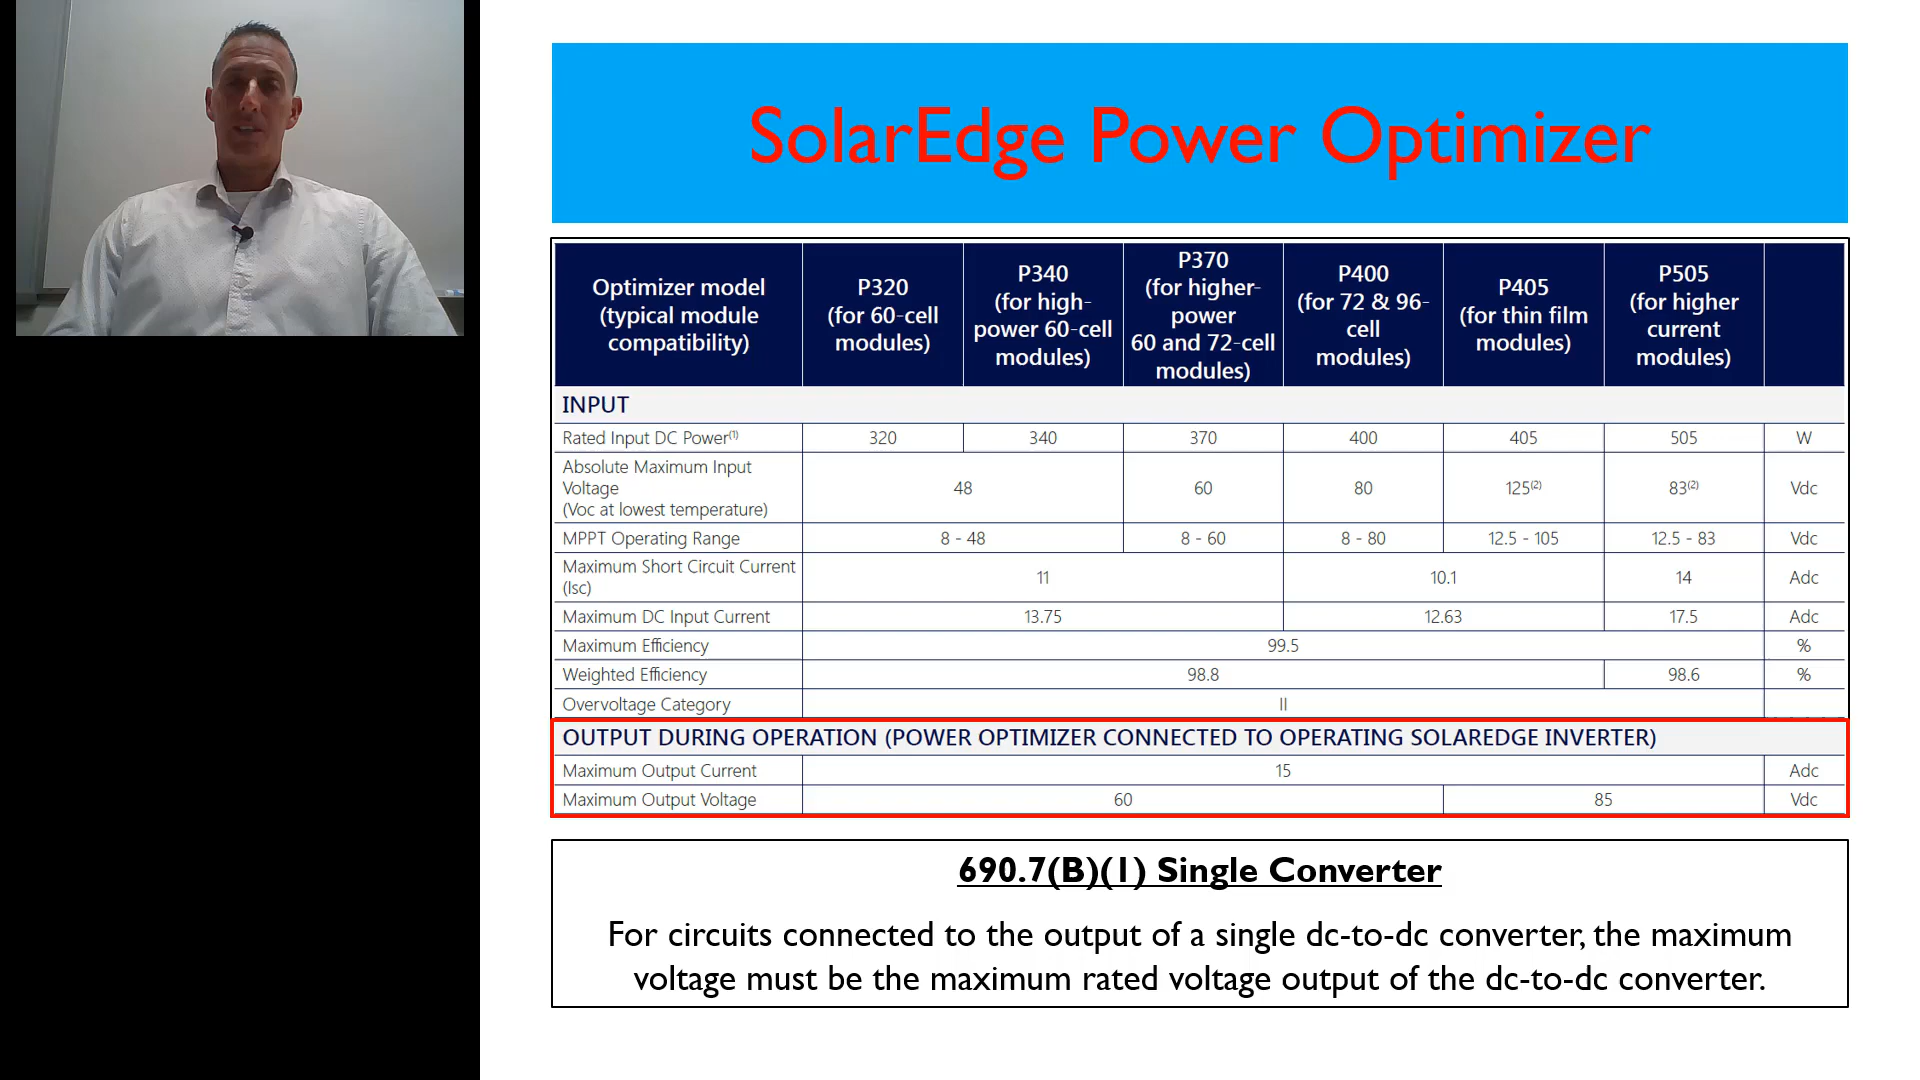 SolarEdge Power Optimizer
Optimizer model
(typical module
compatibility)
P320
(for 60-cell
modules)
P340
(for high-
power 60-cell
modules)
P370
(for higher-
power
60 and 72-cell
modules)
P400
(for 72 & 96-
cell
modules)
P405
(for thin film
modules)
P505
(for higher
current
modules)
INPUT
Rated Input DC Power(1) 320 340 370 400 405 505 W
Absolute Maximum Input
Voltage
(Voc at lowest temperature)
48 60 80 125(2) 83(2) Vdc
MPPT Operating Range 8 - 48 8 - 60 8 - 80 12.5 - 105 12.5 - 83 Vdc
Maximum Short Circuit Current
(Isc)
11 10.1 14 Adc
Maximum DC Input Current 13.75 12.63 17.5 Adc
Maximum Efficiency 99.5 %
Weighted Efficiency 98.8 98.6 %
Overvoltage Category II
OUTPUT DURING OPERATION (POWER OPTIMIZER CONNECTED TO OPERATING SOLAREDGE INVERTER)
Maximum Output Current 15 Adc
Maximum Output Voltage 60 85 Vdc
690.7(B)(1) Single Converter
For circuits connected to the output of a single dc-to-dc converter, the maximum
voltage must be the maximum rated voltage output of the dc-to-dc converter.